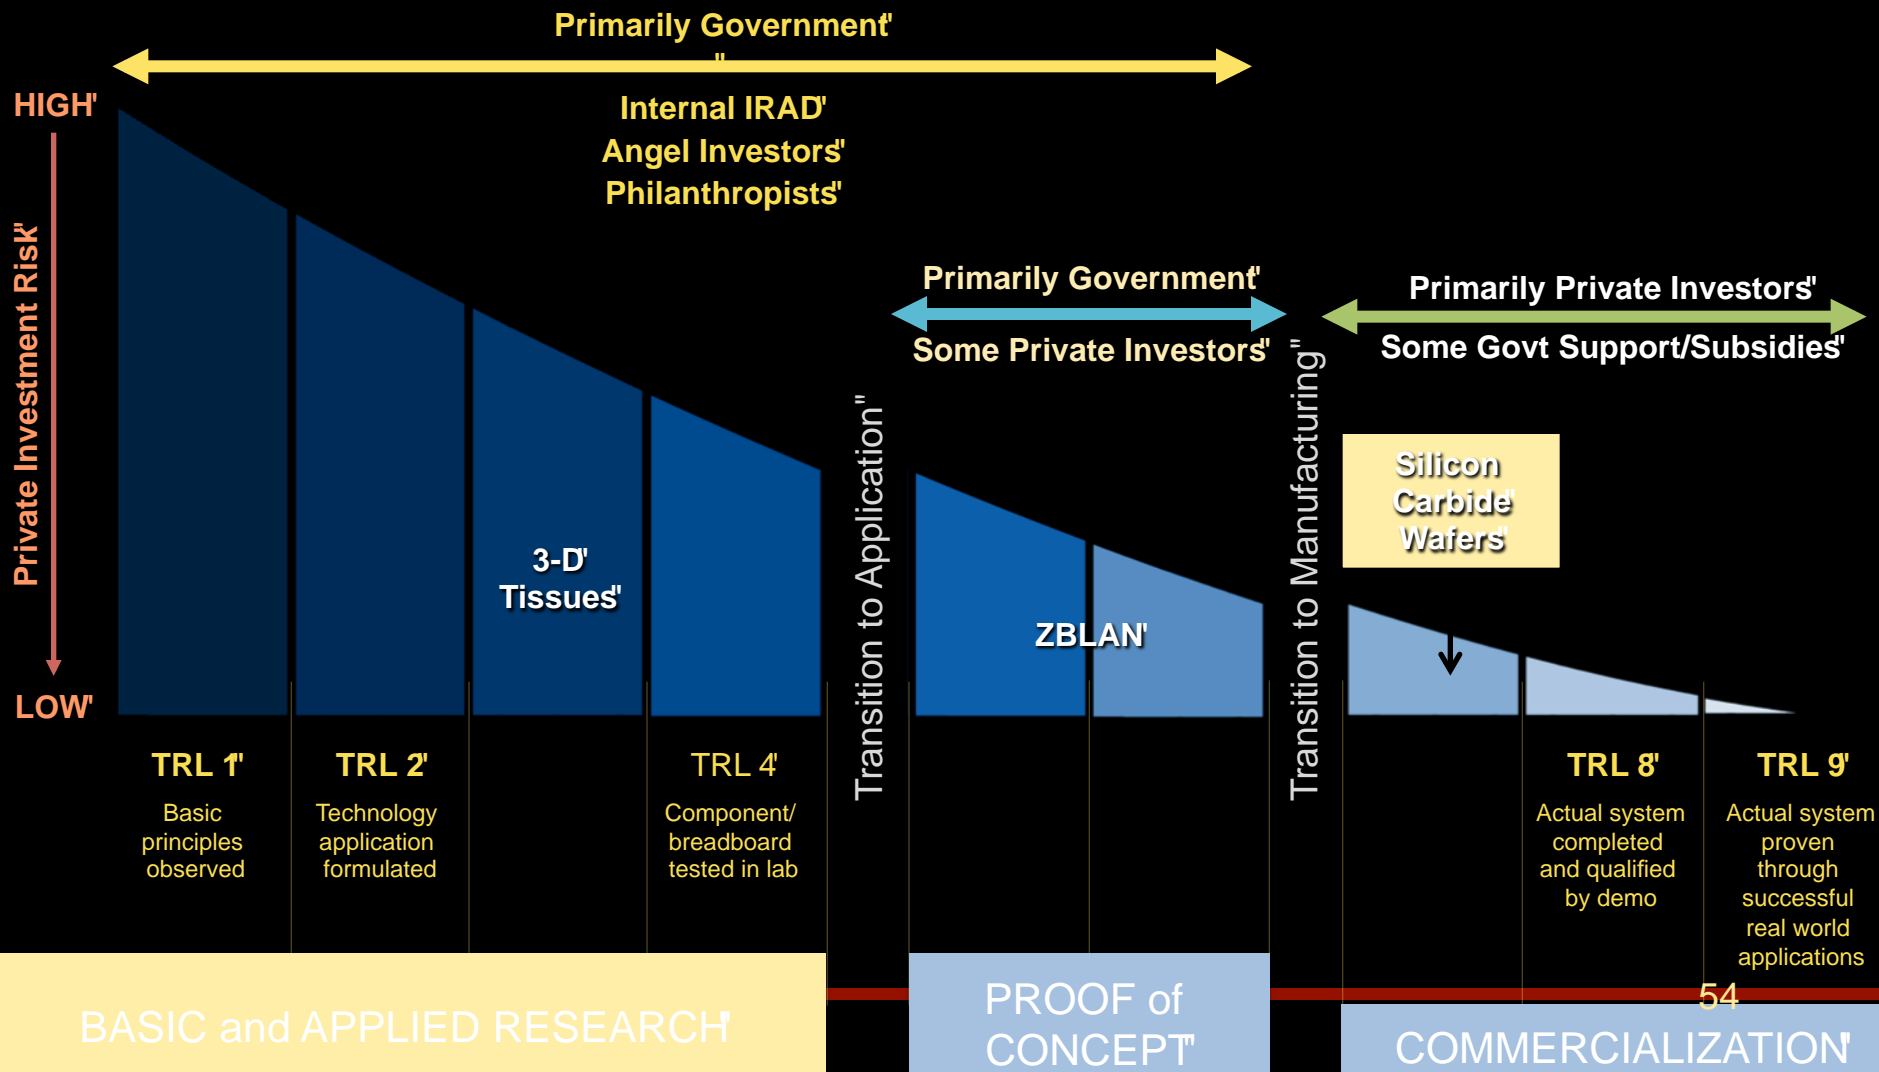 Primarily Government"
"
HIGH"
Internal IRAD"
Angel Investors"
Philanthropists"
Private Investment Risk"
LOW"
Primarily Government"
Some Private Investors"
Primarily Private Investors"
Some Govt Support/Subsidies"
Transition to Application"
Transition to Manufacturing"
3-D"
Tissues"
ZBLAN"
Silicon
Carbide"
Wafers"
TRL 1"
Basic
principles
observed
TRL 2"
Technology
application
formulated
TRL 4"
Component/
breadboard
tested in lab
TRL 8"
Actual system
completed
and qualified
by demo
TRL 9"
Actual system
proven
through
successful
real world
applications
BASIC and APPLIED RESEARCH"
PROOF of
CONCEPT"
54
COMMERCIALIZATION"